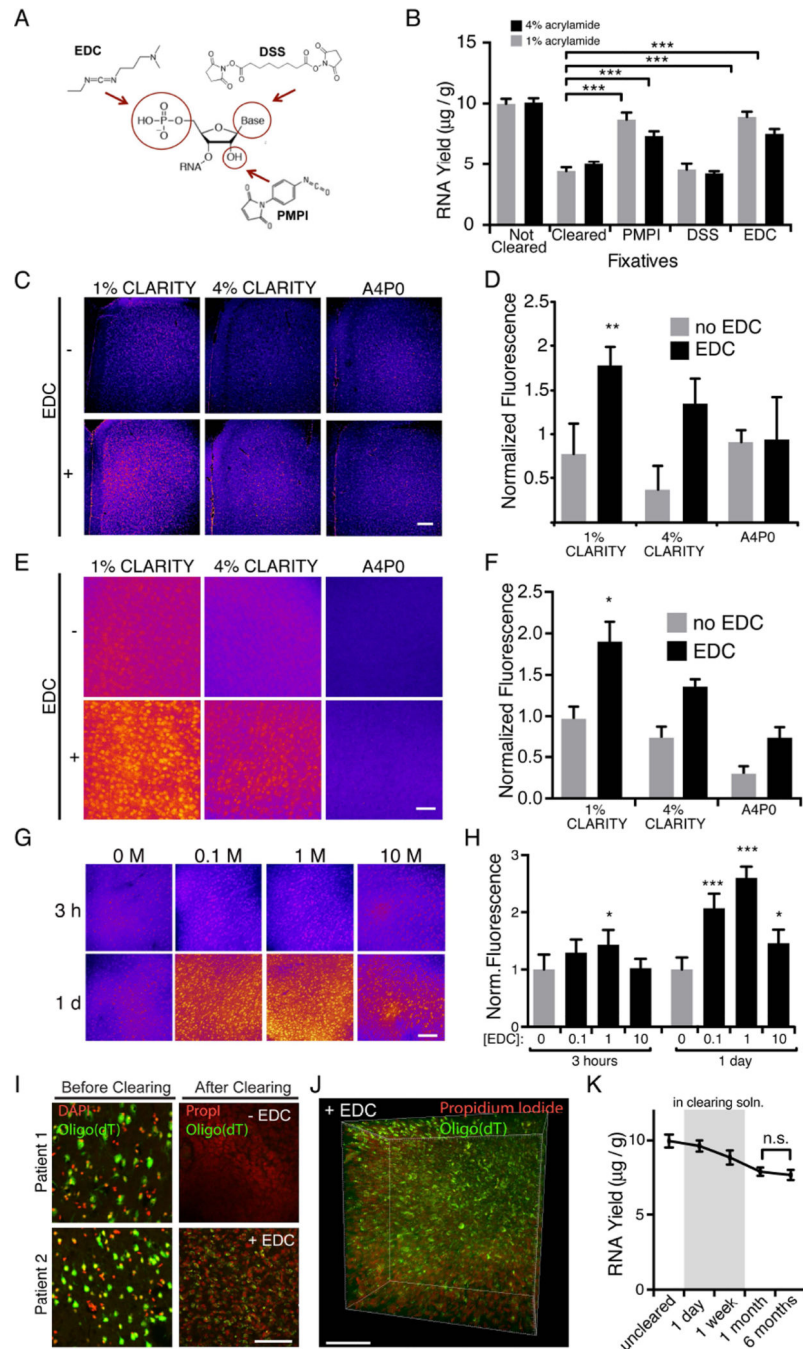 A
EDC
DSS
N
N=C=N
HO-P-O
O
O
Base
RNA
OH
N=C=O
PMPI
B
4% acrylamide
1% acrylamide
***
***
***
RNA Yield (µg / g)
15
10
5
0
Not Cleared
Cleared
PMPI
DSS
EDC
Fixatives
C
1% CLARITY
4% CLARITY
A4P0
EDC
-
+
D
Normalized Fluorescence
2.5
2.0
1.5
1
0.5
**
no EDC
EDC
1% CLARITY
4% CLARITY
A4P0
E
1% CLARITY
4% CLARITY
A4P0
EDC
-
+
F
Normalized Fluorescence
2.5
2.0
1.5
1.0
0.5
0.0
*
no EDC
EDC
1% CLARITY
4% CLARITY
A4P0
G
0 M
0.1 M
1 M
10 M
3 h
1 d
H
Norm.Fluorescence
3
2
1
0
*
***
***
*
[EDC]:
0
0.1
1
10
0
0.1
1
10
3 hours
1 day
I
Before Clearing
After Clearing
Patient 1
Patient 2
DAPI
Oligo(dT)
PropI
Oligo(dT)
- EDC
+ EDC
J
+ EDC
Propidium Iodide
Oligo(dT)
K
in clearing soln.
n.s.
RNA Yield (µg / g)
10
5
0
uncleared
1 day
1 week
1 month
6 months